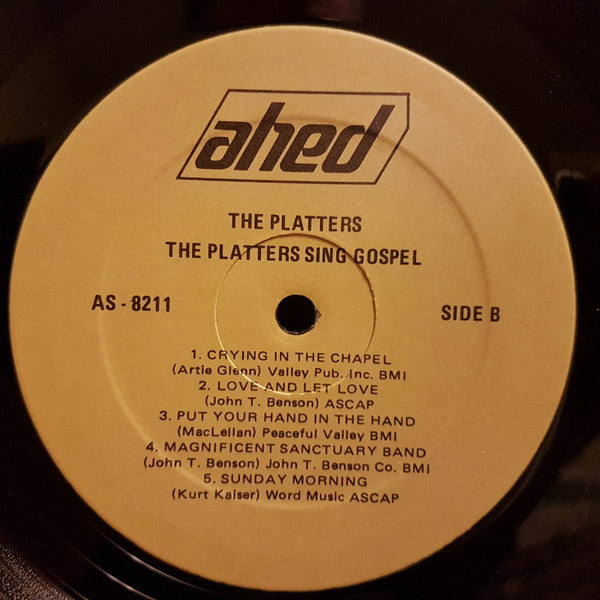 ahed
THE PLATTERS
THE PLATTERS SING GOSPEL
AS - 8211
SIDE B
1. CRYING IN THE CHAPEL
(Artie Glenn) Valley Pub. Inc. BMI
2. LOVE AND LET LOVE
(John T. Benson) ASCAP
3. PUT YOUR HAND IN THE HAND
(MacLellan) Peaceful Valley BMI
4. MAGNIFICENT SANCTUARY BAND
(John T. Benson) John T. Benson Co. BMI
5. SUNDAY MORNING
(Kurt Kaiser) Word Music ASCAP